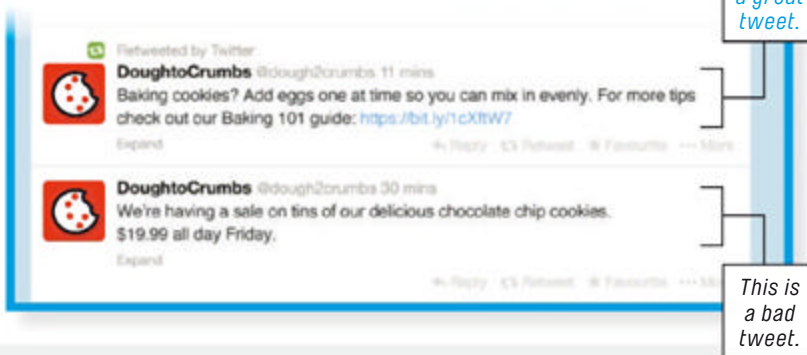 a great
tweet.
Retweeted by Twitter
DoughtoCrumbs @dough2crumbs 11 mins
Baking cookies? Add eggs one at time so you can mix in evenly. For more tips
check out our Baking 101 guide: https://bit.ly/1cXftW7
Expand
Reply Retweet Favourite ••• More
DoughtoCrumbs @dough2crumbs 30 mins
We're having a sale on tins of our delicious chocolate chip cookies.
$19.99 all day Friday.
Expand
Reply Retweet Favourite
This is
a bad
tweet.